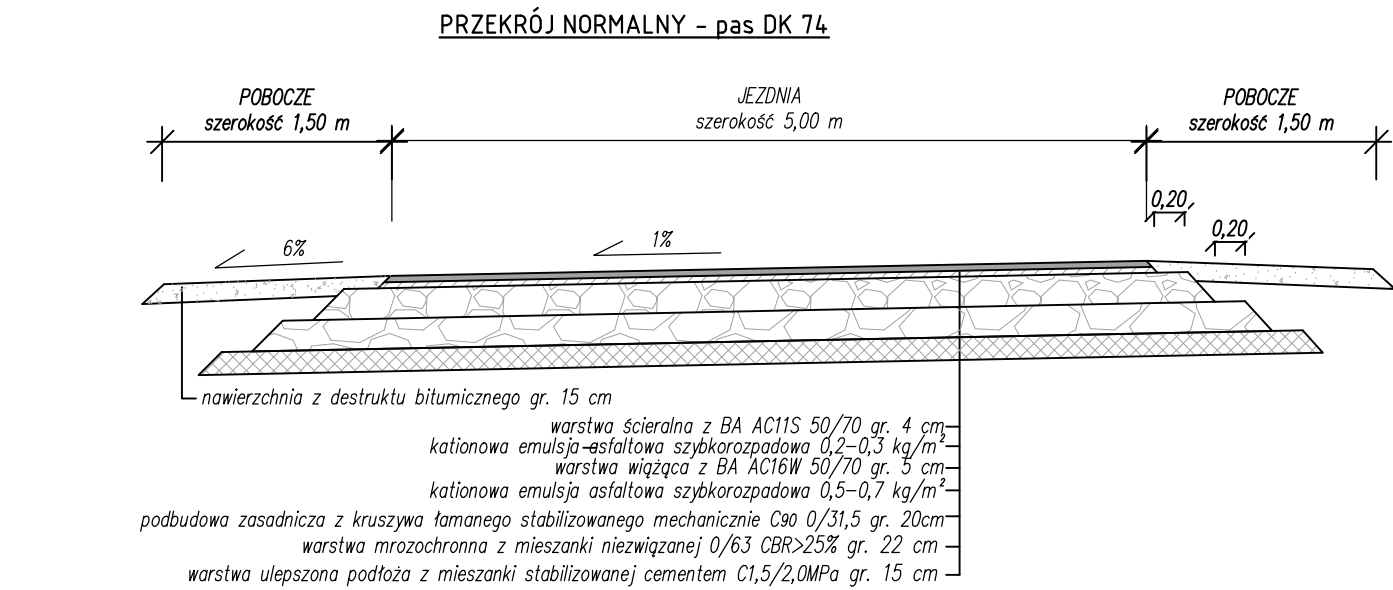 PRZEKRÓJ NORMALNY - pas DK 74
POBOCZE
szerokość 1,50 m
JEZDNIA
szerokość 5,00 m
POBOCZE
szerokość 1,50 m
0,20
0,20
6%
1%
nawierzchnia z destruktu bitumicznego gr. 15 cm
warstwa ścieralna z BA AC11S 50/70 gr. 4 cm
kationowa emulsja asfaltowa szybkorozpadowa 0,2-0,3 kg/m²
warstwa wiążąca z BA AC16W 50/70 gr. 5 cm
kationowa emulsja asfaltowa szybkorozpadowa 0,5-0,7 kg/m²
podbudowa zasadnicza z kruszywa łamanego stabilizowanego mechanicznie C90 0/31,5 gr. 20cm
warstwa mrozochronna z mieszanki niezwiązanej 0/63 CBR>25% gr. 22 cm
warstwa ulepszona podłoża z mieszanki stabilizowanej cementem C1,5/2,0MPa gr. 15 cm